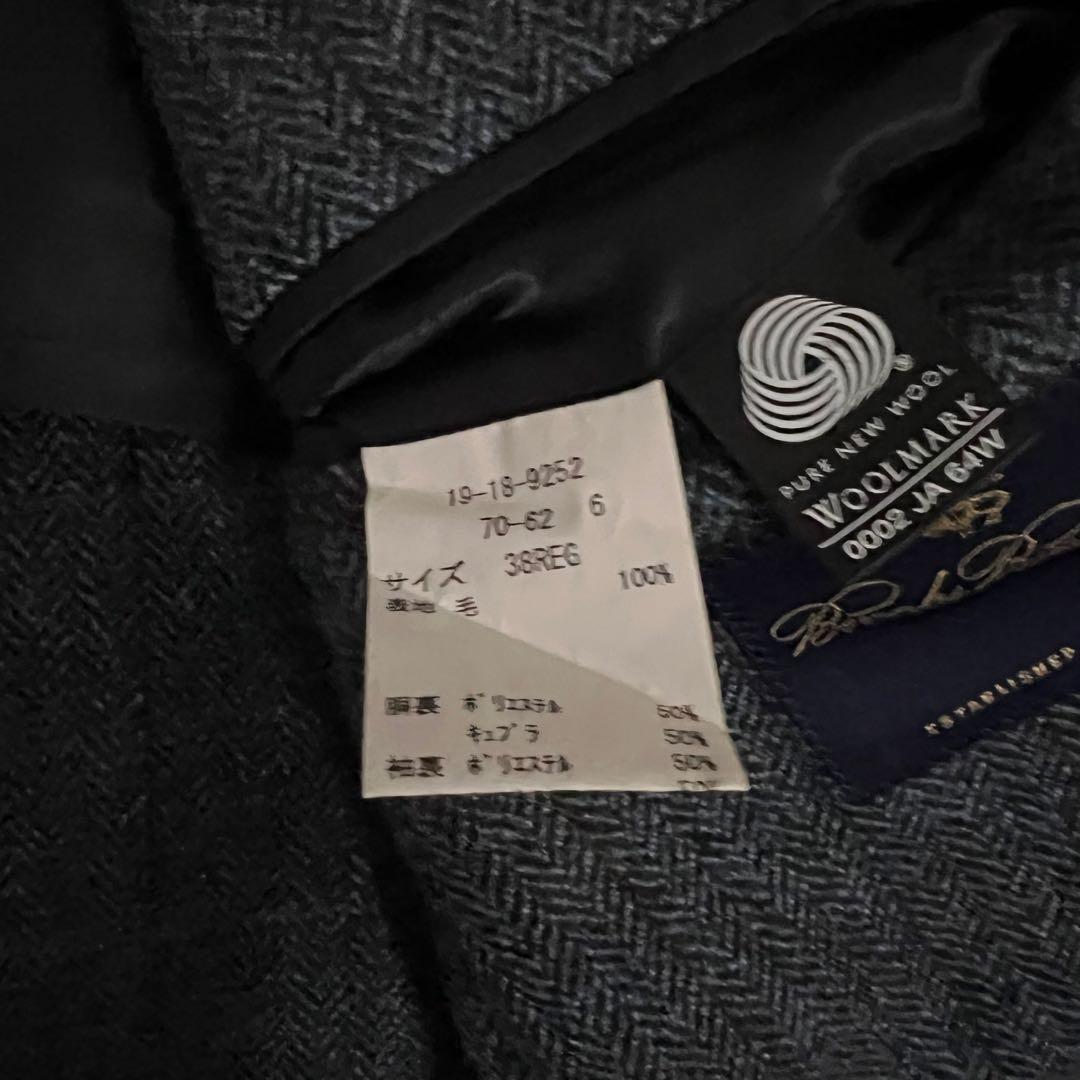 19-18-9252
70-62 6
サイズ 38REG
表地 毛 100%
胴裏 ポリエステル 50%
キュプラ 50%
袖裏 ポリエステル 50%
®
PURE NEW WOOL
WOOLMARK
0002 JA 64W
ESTABLISHED